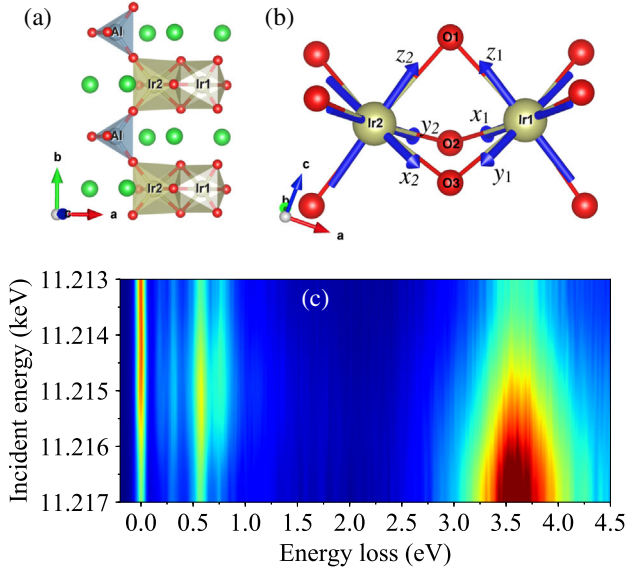 (a)
Al
Ir2 Ir1
Al
Ir2 Ir1
b
c a
(b)
z2 O1 z1
Ir2 y2 x1 Ir1
O2
x2 O3 y1
c
b
a
(c)
Incident energy (keV)
11.213
11.214
11.215
11.216
11.217
0.0 0.5 1.0 1.5 2.0 2.5 3.0 3.5 4.0 4.5
Energy loss (eV)